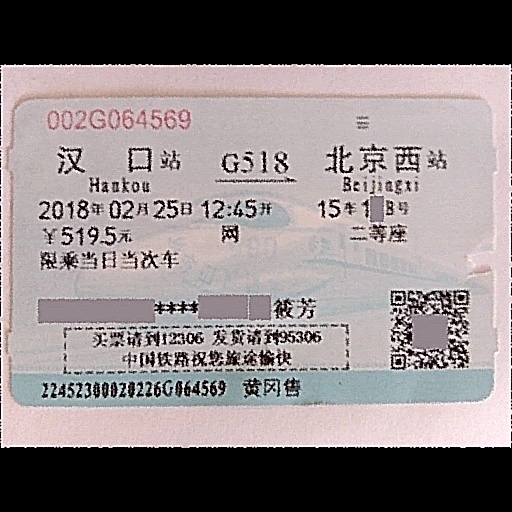 002G064569
汉口站 G518 北京西站
Hankou Beijingxi
2018年02月25日12:45开 15车1 B号
￥519.5元 网 二等座
限乘当日当次车
****筱芳
买票请到12306 发货请到95306
中国铁路祝您旅途愉快
22452300020226G064569 黄冈售